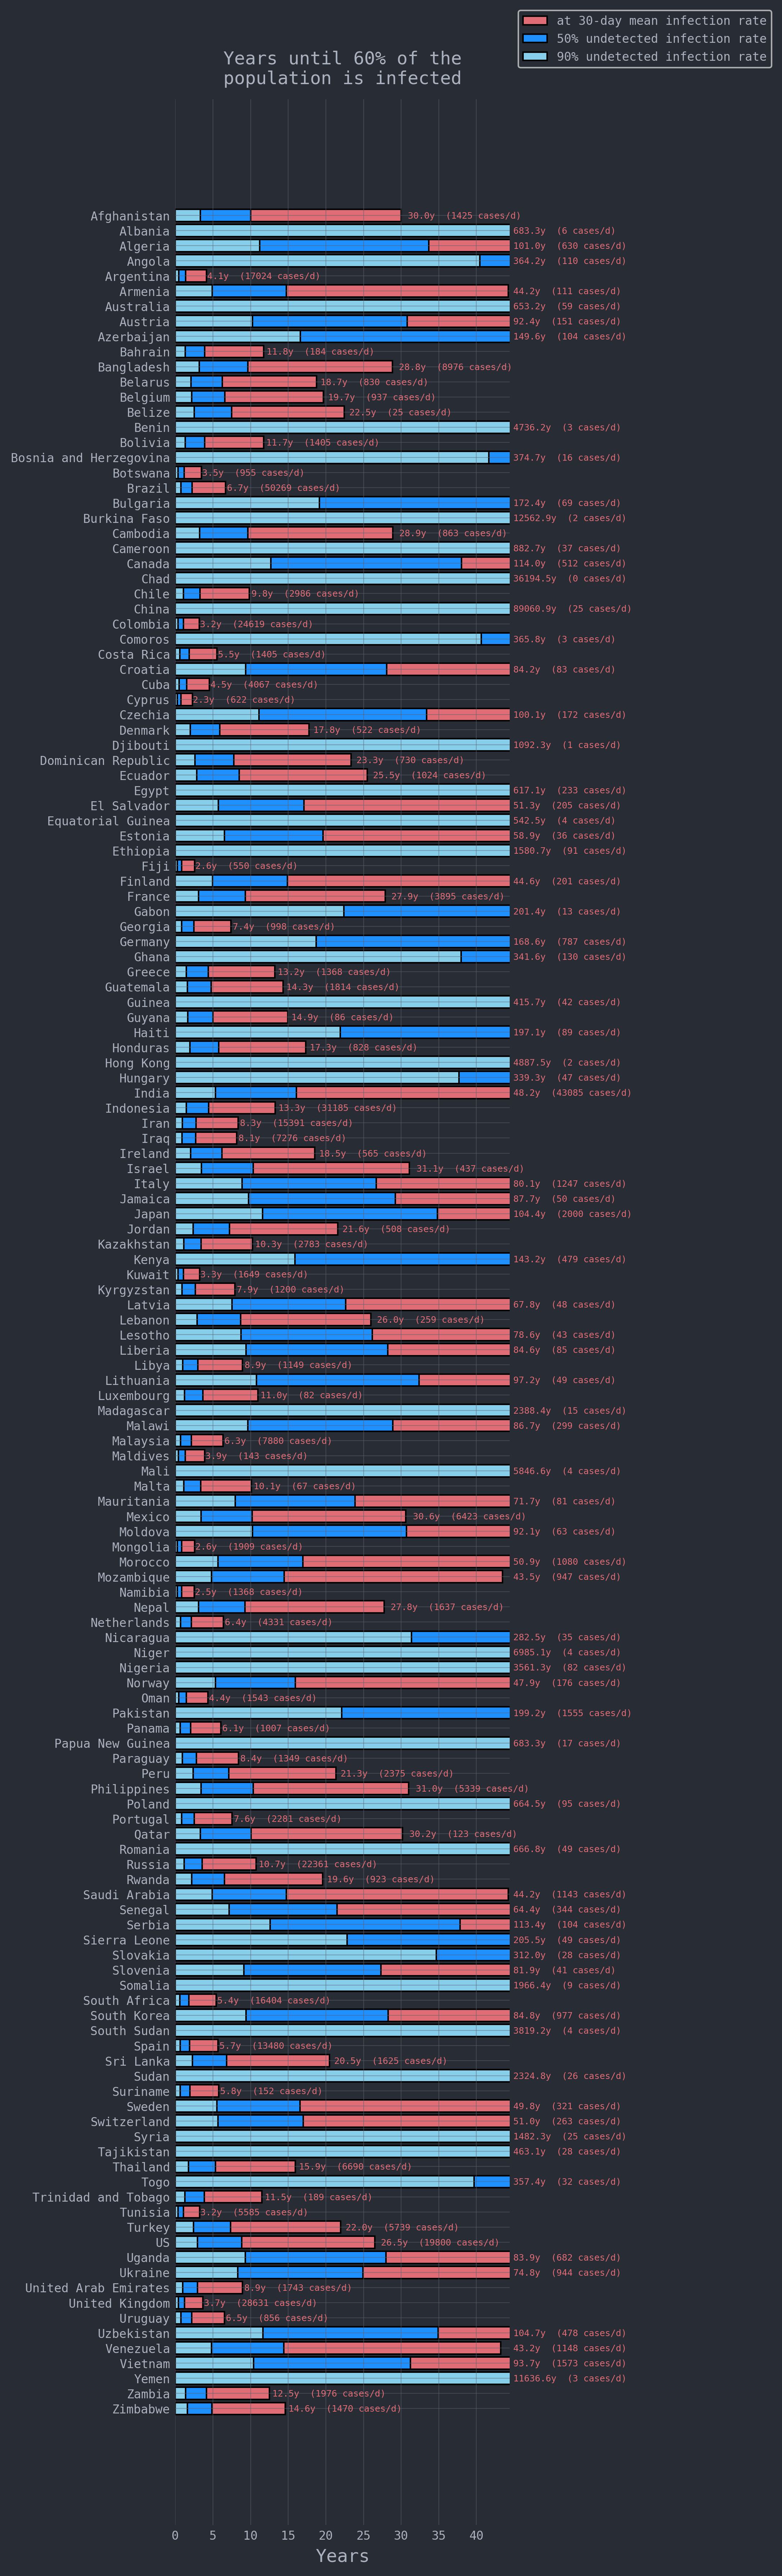 at 30-day mean infection rate
50% undetected infection rate
90% undetected infection rate
Years until 60% of the
population is infected
Afghanistan 30.0y (1425 cases/d)
Albania 683.3y (6 cases/d)
Algeria 101.0y (630 cases/d)
Angola 364.2y (110 cases/d)
Argentina 4.1y (17024 cases/d)
Armenia 44.2y (111 cases/d)
Australia 653.2y (59 cases/d)
Austria 92.4y (151 cases/d)
Azerbaijan 149.6y (104 cases/d)
Bahrain 11.8y (184 cases/d)
Bangladesh 28.8y (8976 cases/d)
Belarus 18.7y (830 cases/d)
Belgium 19.7y (937 cases/d)
Belize 22.5y (25 cases/d)
Benin 4736.2y (3 cases/d)
Bolivia 11.7y (1405 cases/d)
Bosnia and Herzegovina 374.7y (16 cases/d)
Botswana 3.5y (955 cases/d)
Brazil 6.7y (50269 cases/d)
Bulgaria 172.4y (69 cases/d)
Burkina Faso 12562.9y (2 cases/d)
Cambodia 28.9y (863 cases/d)
Cameroon 882.7y (37 cases/d)
Canada 114.0y (512 cases/d)
Chad 36194.5y (0 cases/d)
Chile 9.8y (2986 cases/d)
China 89060.9y (25 cases/d)
Colombia 3.2y (24619 cases/d)
Comoros 365.8y (3 cases/d)
Costa Rica 5.5y (1405 cases/d)
Croatia 84.2y (83 cases/d)
Cuba 4.5y (4067 cases/d)
Cyprus 2.3y (622 cases/d)
Czechia 100.1y (172 cases/d)
Denmark 17.8y (522 cases/d)
Djibouti 1092.3y (1 cases/d)
Dominican Republic 23.3y (730 cases/d)
Ecuador 25.5y (1024 cases/d)
Egypt 617.1y (233 cases/d)
El Salvador 51.3y (205 cases/d)
Equatorial Guinea 542.5y (4 cases/d)
Estonia 58.9y (36 cases/d)
Ethiopia 1580.7y (91 cases/d)
Fiji 2.6y (550 cases/d)
Finland 44.6y (201 cases/d)
France 27.9y (3895 cases/d)
Gabon 201.4y (13 cases/d)
Georgia 7.4y (998 cases/d)
Germany 168.6y (787 cases/d)
Ghana 341.6y (130 cases/d)
Greece 13.2y (1368 cases/d)
Guatemala 14.3y (1814 cases/d)
Guinea 415.7y (42 cases/d)
Guyana 14.9y (86 cases/d)
Haiti 197.1y (89 cases/d)
Honduras 17.3y (828 cases/d)
Hong Kong 4887.5y (2 cases/d)
Hungary 339.3y (47 cases/d)
India 48.2y (43085 cases/d)
Indonesia 13.3y (31185 cases/d)
Iran 8.3y (15391 cases/d)
Iraq 8.1y (7276 cases/d)
Ireland 18.5y (565 cases/d)
Israel 31.1y (437 cases/d)
Italy 80.1y (1247 cases/d)
Jamaica 87.7y (50 cases/d)
Japan 104.4y (2000 cases/d)
Jordan 21.6y (508 cases/d)
Kazakhstan 10.3y (2783 cases/d)
Kenya 143.2y (479 cases/d)
Kuwait 3.3y (1649 cases/d)
Kyrgyzstan 7.9y (1200 cases/d)
Latvia 67.8y (48 cases/d)
Lebanon 26.0y (259 cases/d)
Lesotho 78.6y (43 cases/d)
Liberia 84.6y (85 cases/d)
Libya 8.9y (1149 cases/d)
Lithuania 97.2y (49 cases/d)
Luxembourg 11.0y (82 cases/d)
Madagascar 2388.4y (15 cases/d)
Malawi 86.7y (299 cases/d)
Malaysia 6.3y (7880 cases/d)
Maldives 3.9y (143 cases/d)
Mali 5846.6y (4 cases/d)
Malta 10.1y (67 cases/d)
Mauritania 71.7y (81 cases/d)
Mexico 30.6y (6423 cases/d)
Moldova 92.1y (63 cases/d)
Mongolia 2.6y (1909 cases/d)
Morocco 50.9y (1080 cases/d)
Mozambique 43.5y (947 cases/d)
Namibia 2.5y (1368 cases/d)
Nepal 27.8y (1637 cases/d)
Netherlands 6.4y (4331 cases/d)
Nicaragua 282.5y (35 cases/d)
Niger 6985.1y (4 cases/d)
Nigeria 3561.3y (82 cases/d)
Norway 47.9y (176 cases/d)
Oman 4.4y (1543 cases/d)
Pakistan 199.2y (1555 cases/d)
Panama 6.1y (1007 cases/d)
Papua New Guinea 683.3y (17 cases/d)
Paraguay 8.4y (1349 cases/d)
Peru 21.3y (2375 cases/d)
Philippines 31.0y (5339 cases/d)
Poland 664.5y (95 cases/d)
Portugal 7.6y (2281 cases/d)
Qatar 30.2y (123 cases/d)
Romania 666.8y (49 cases/d)
Russia 10.7y (22361 cases/d)
Rwanda 19.6y (923 cases/d)
Saudi Arabia 44.2y (1143 cases/d)
Senegal 64.4y (344 cases/d)
Serbia 113.4y (104 cases/d)
Sierra Leone 205.5y (49 cases/d)
Slovakia 312.0y (28 cases/d)
Slovenia 81.9y (41 cases/d)
Somalia 1966.4y (9 cases/d)
South Africa 5.4y (16404 cases/d)
South Korea 84.8y (977 cases/d)
South Sudan 3819.2y (4 cases/d)
Spain 5.7y (13480 cases/d)
Sri Lanka 20.5y (1625 cases/d)
Sudan 2324.8y (26 cases/d)
Suriname 5.8y (152 cases/d)
Sweden 49.8y (321 cases/d)
Switzerland 51.0y (263 cases/d)
Syria 1482.3y (25 cases/d)
Tajikistan 463.1y (28 cases/d)
Thailand 15.9y (6690 cases/d)
Togo 357.4y (32 cases/d)
Trinidad and Tobago 11.5y (189 cases/d)
Tunisia 3.2y (5585 cases/d)
Turkey 22.0y (5739 cases/d)
US 26.5y (19800 cases/d)
Uganda 83.9y (682 cases/d)
Ukraine 74.8y (944 cases/d)
United Arab Emirates 8.9y (1743 cases/d)
United Kingdom 3.7y (28631 cases/d)
Uruguay 6.5y (856 cases/d)
Uzbekistan 104.7y (478 cases/d)
Venezuela 43.2y (1148 cases/d)
Vietnam 93.7y (1573 cases/d)
Yemen 11636.6y (3 cases/d)
Zambia 12.5y (1976 cases/d)
Zimbabwe 14.6y (1470 cases/d)
0 5 10 15 20 25 30 35 40
Years